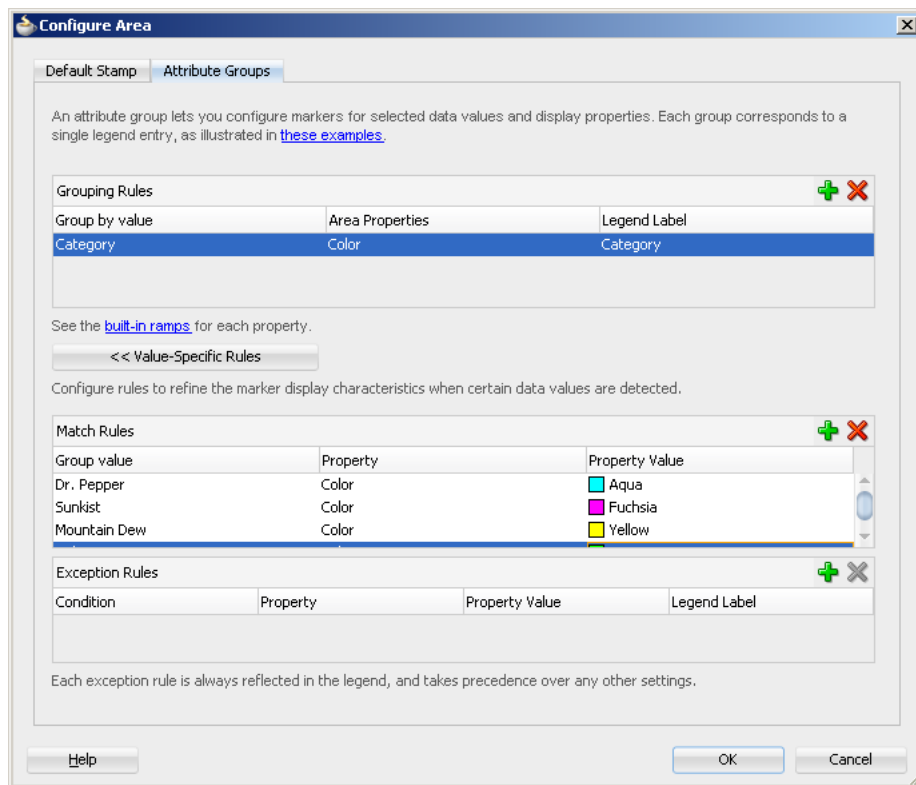 Configure Area
Default Stamp Attribute Groups
An attribute group lets you configure markers for selected data values and display properties. Each group corresponds to a
single legend entry, as illustrated in these examples.
Grouping Rules
Group by value Area Properties Legend Label
Category Color Category
See the built-in ramps for each property.
<< Value-Specific Rules
Configure rules to refine the marker display characteristics when certain data values are detected.
Match Rules
Group value Property Property Value
Dr. Pepper Color Aqua
Sunkist Color Fuchsia
Mountain Dew Color Yellow
Exception Rules
Condition Property Property Value Legend Label
Each exception rule is always reflected in the legend, and takes precedence over any other settings.
Help OK Cancel